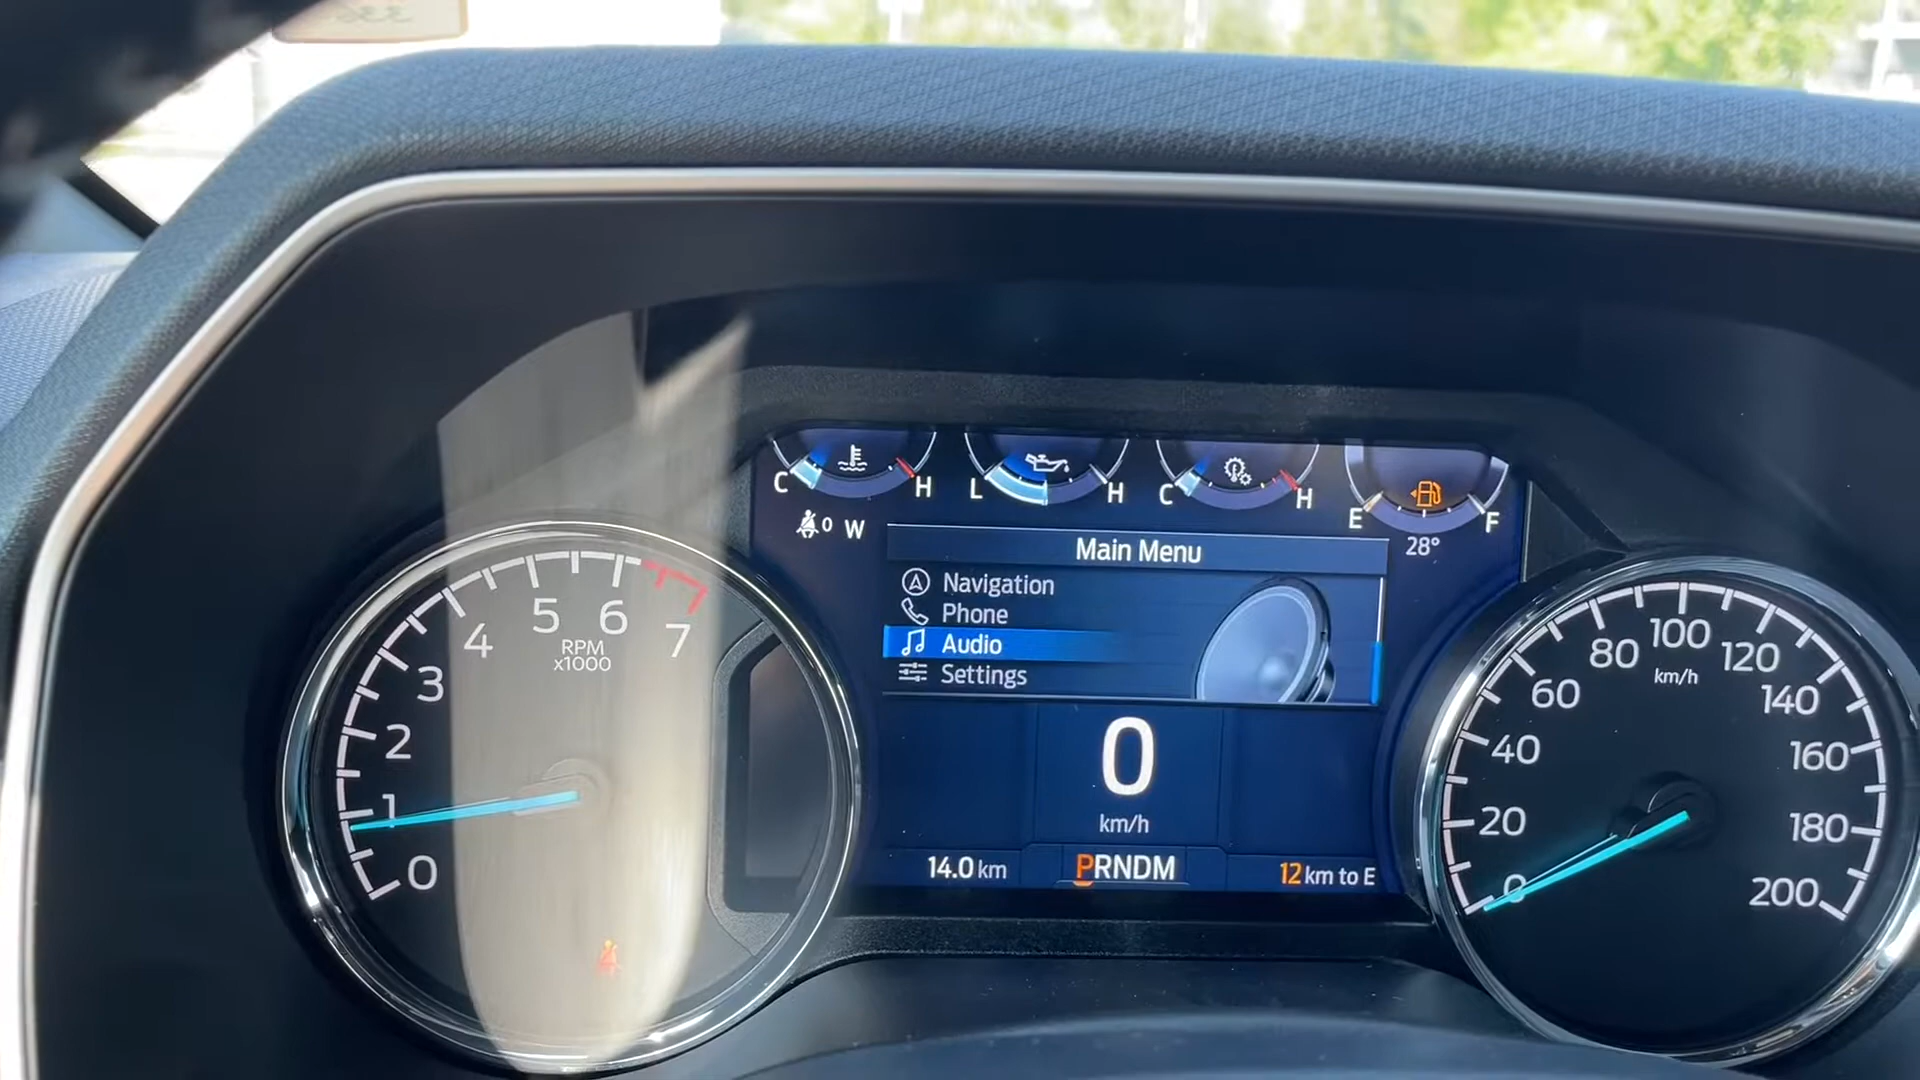 C H
L H
C H
E F
0 W
28°
Main Menu
Navigation
Phone
Audio
Settings
0
km/h
14.0 km
PRNDM
12 km to E
0
1
2
3
4
5
6
7
RPM
x1000
0
20
40
60
80
100
120
140
160
180
200
km/h